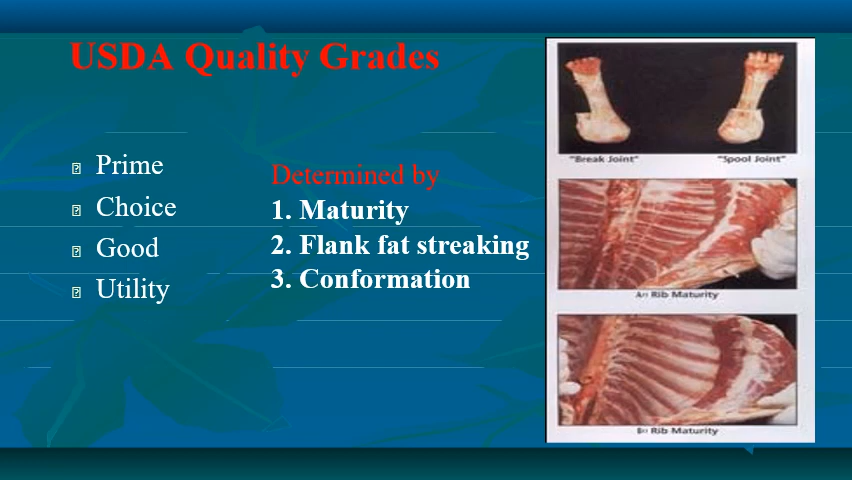 USDA Quality Grades
Prime
Choice
Good
Utility
Determined by
1. Maturity
2. Flank fat streaking
3. Conformation
"Break Joint"
"Spool Joint"
Rib Maturity
Rib Maturity